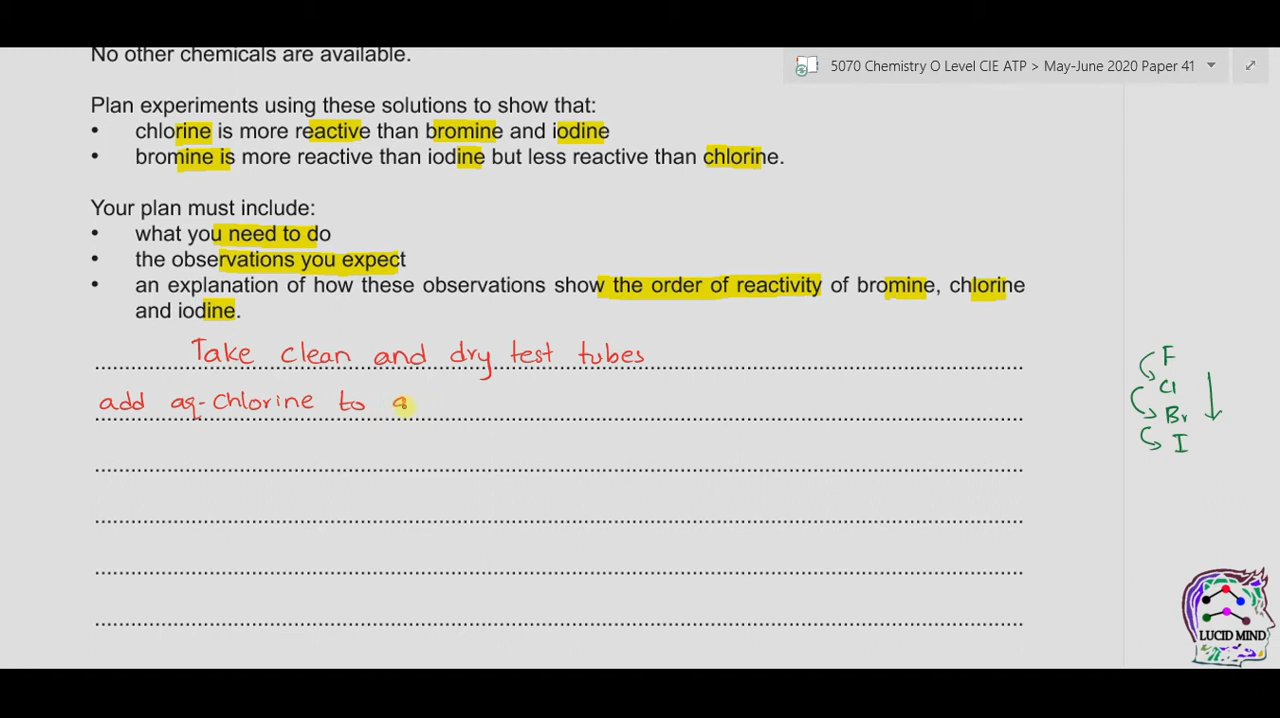 No other chemicals are available.
5070 Chemistry O Level CIE ATP > May-June 2020 Paper 41
Plan experiments using these solutions to show that:
• chlorine is more reactive than bromine and iodine
• bromine is more reactive than iodine but less reactive than chlorine.
Your plan must include:
• what you need to do
• the observations you expect
• an explanation of how these observations show the order of reactivity of bromine, chlorine
and iodine.
Take clean and dry test tubes
add aq-chlorine to
F
Cl
Br
I
LUCID MIND